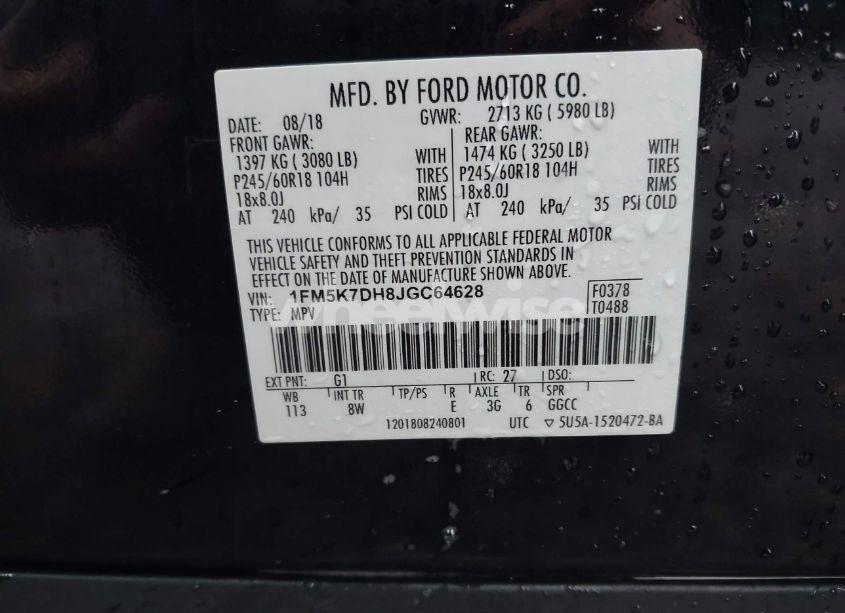 MFD. BY FORD MOTOR CO.
DATE: 08/18 GVWR: 2713 KG ( 5980 LB)
FRONT GAWR: REAR GAWR:
1397 KG ( 3080 LB) WITH 1474 KG ( 3250 LB) WITH
P245/60R18 104H TIRES P245/60R18 104H TIRES
18x8.0J RIMS 18x8.0J RIMS
AT 240 kPa/ 35 PSI COLD AT 240 kPa/ 35 PSI COLD
THIS VEHICLE CONFORMS TO ALL APPLICABLE FEDERAL MOTOR
VEHICLE SAFETY AND THEFT PREVENTION STANDARDS IN
EFFECT ON THE DATE OF MANUFACTURE SHOWN ABOVE.
VIN: 1FM5K7DH8JGC64628 F0378
TYPE: MPV T0488
wheelwise
EXT PNT: G1 RC: 27 DSO:
WB INT TR TP/PS R AXLE TR SPR
113 8W E 3G 6 GGCC
1201808240801 UTC ▽ 5U5A-1520472-BA